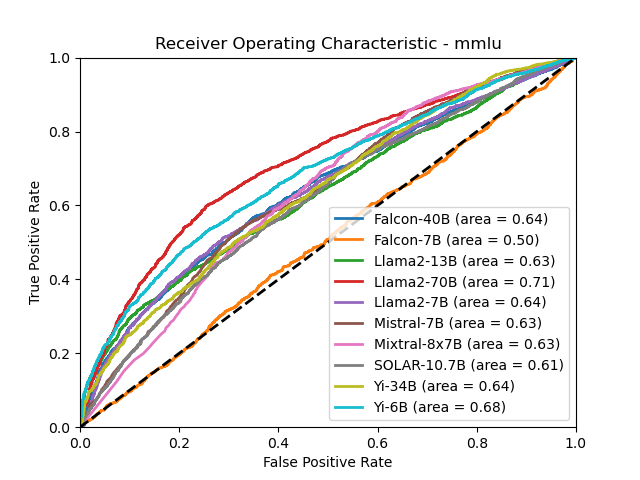 Receiver Operating Characteristic - mmlu
1.0
0.8
0.6
0.4
0.2
0.0
True Positive Rate
Falcon-40B (area = 0.64)
Falcon-7B (area = 0.50)
Llama2-13B (area = 0.63)
Llama2-70B (area = 0.71)
Llama2-7B (area = 0.64)
Mistral-7B (area = 0.63)
Mixtral-8x7B (area = 0.63)
SOLAR-10.7B (area = 0.61)
Yi-34B (area = 0.64)
Yi-6B (area = 0.68)
0.0 0.2 0.4 0.6 0.8 1.0
False Positive Rate